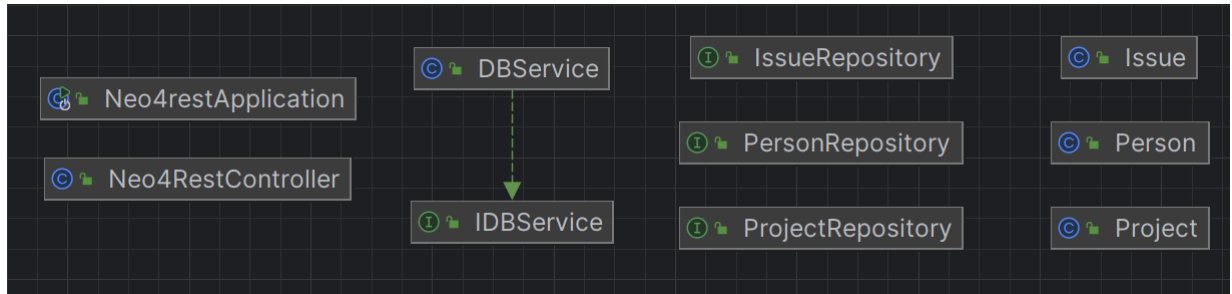 Neo4restApplication
Neo4RestController
DBService
IDBService
IssueRepository
PersonRepository
ProjectRepository
Issue
Person
Project